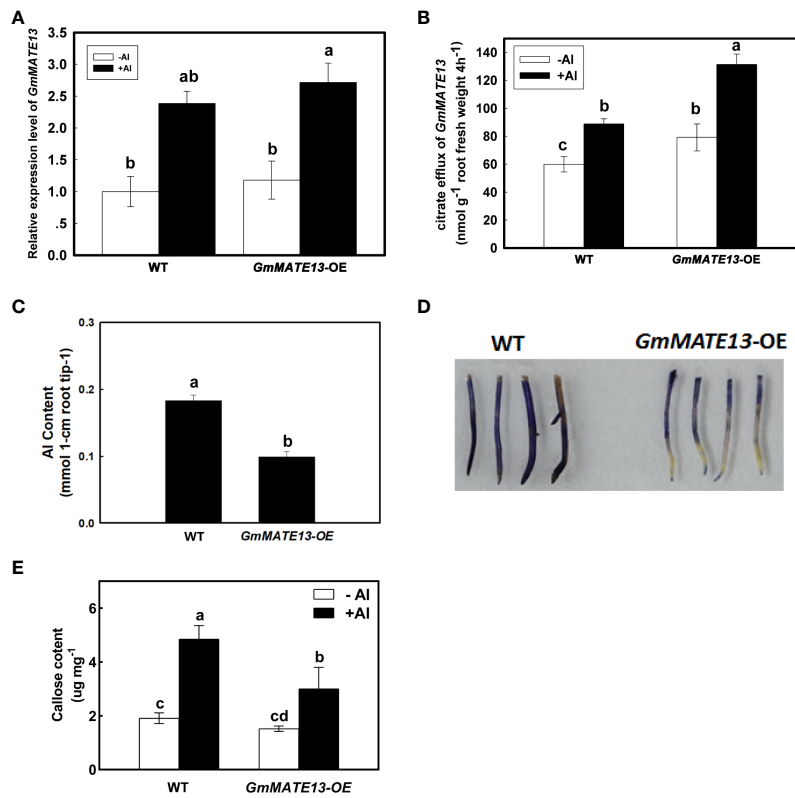 A
Relative expression level of GmMATE13
3.5
3.0
2.5
2.0
1.5
1.0
.5
0.0
-Al
+Al
b
ab
b
a
WT
GmMATE13-OE
B
citrate efflux of GmMATE13
(nmol g-1 root fresh weight 4h-1)
140
120
100
80
60
40
20
0
-Al
+Al
c
b
b
a
WT
GmMATE13-OE
C
Al Content
(mmol 1-cm root tip-1)
0.3
0.2
0.1
0.0
a
b
WT
GmMATE13-OE
D
WT
GmMATE13-OE
E
Callose cotent
(ug mg-1)
6
4
2
0
- Al
+Al
c
a
cd
b
WT
GmMATE13-OE